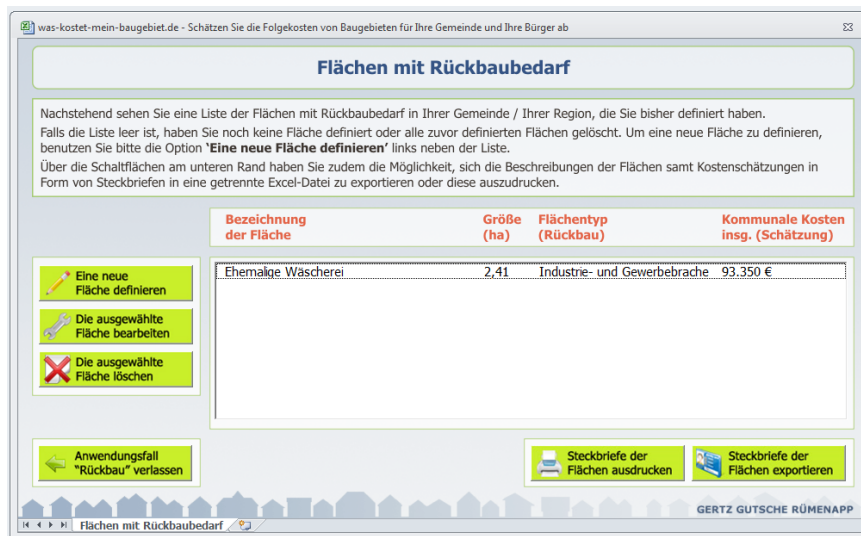 was-kostet-mein-baugebiet.de - Schätzen Sie die Folgekosten von Baugebieten für Ihre Gemeinde und Ihre Bürger ab
Flächen mit Rückbaubedarf
Nachstehend sehen Sie eine Liste der Flächen mit Rückbaubedarf in Ihrer Gemeinde / Ihrer Region, die Sie bisher definiert haben.
Falls die Liste leer ist, haben Sie noch keine Fläche definiert oder alle zuvor definierten Flächen gelöscht. Um eine neue Fläche zu definieren,
benutzen Sie bitte die Option ‘Eine neue Fläche definieren’ links neben der Liste.
Über die Schaltflächen am unteren Rand haben Sie zudem die Möglichkeit, sich die Beschreibungen der Flächen samt Kostenschätzungen in
Form von Steckbriefen in eine getrennte Excel-Datei zu exportieren oder diese auszudrucken.
Bezeichnung Größe Flächentyp Kommunale Kosten
der Fläche (ha) (Rückbau) insg. (Schätzung)
Ehemalige Wäscherei 2,41 Industrie- und Gewerbebrache 93.350 €
Eine neue
Fläche definieren
Die ausgewählte
Fläche bearbeiten
Die ausgewählte
Fläche löschen
Anwendungsfall
"Rückbau" verlassen
Steckbriefe der
Flächen ausdrucken
Steckbriefe der
Flächen exportieren
GERTZ GUTSCHE RÜMENAPP
Flächen mit Rückbaubedarf